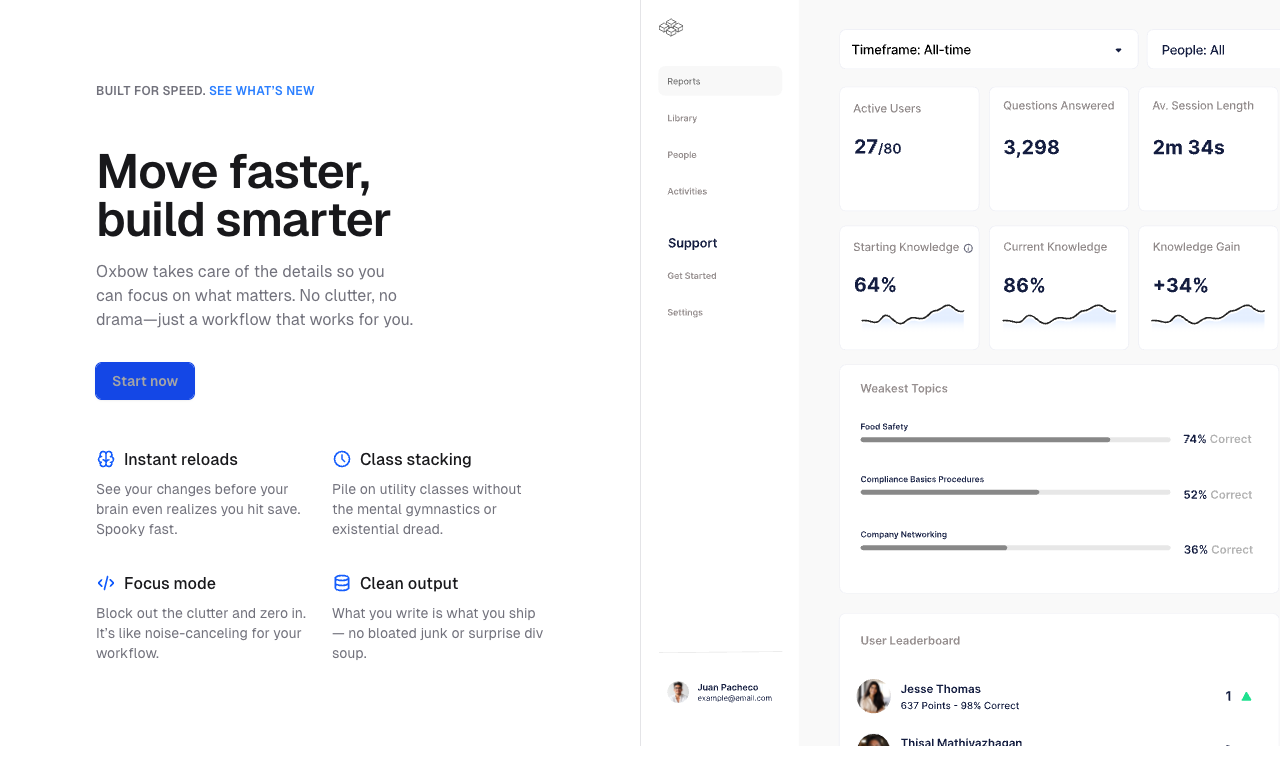 BUILT FOR SPEED. SEE WHAT'S NEW
Move faster,
build smarter
Oxbow takes care of the details so you
can focus on what matters. No clutter, no
drama—just a workflow that works for you.
Start now
Instant reloads
See your changes before your
brain even realizes you hit save.
Spooky fast.
Class stacking
Pile on utility classes without
the mental gymnastics or
existential dread.
Focus mode
Block out the clutter and zero in.
It's like noise-canceling for your
workflow.
Clean output
What you write is what you ship
— no bloated junk or surprise div
soup.
Reports
Library
People
Activities
Support
Get Started
Settings
Juan Pacheco
example@email.com
Timeframe: All-time
People: All
Active Users
27/80
Questions Answered
3,298
Av. Session Length
2m 34s
Starting Knowledge
64%
Current Knowledge
86%
Knowledge Gain
+34%
Weakest Topics
Food Safety
74% Correct
Compliance Basics Procedures
52% Correct
Company Networking
36% Correct
User Leaderboard
Jesse Thomas
637 Points - 98% Correct
1
Thisal Mathiyazhagan